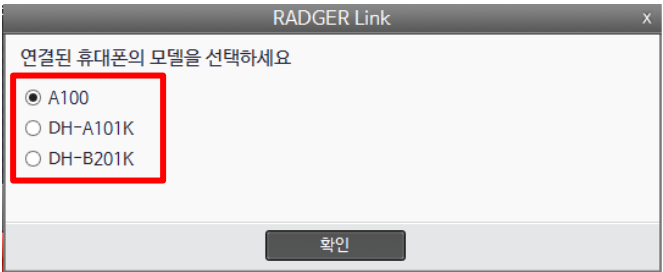 RADGER Link
X
연결된 휴대폰의 모델을 선택하세요
A100
DH-A101K
DH-B201K
확인